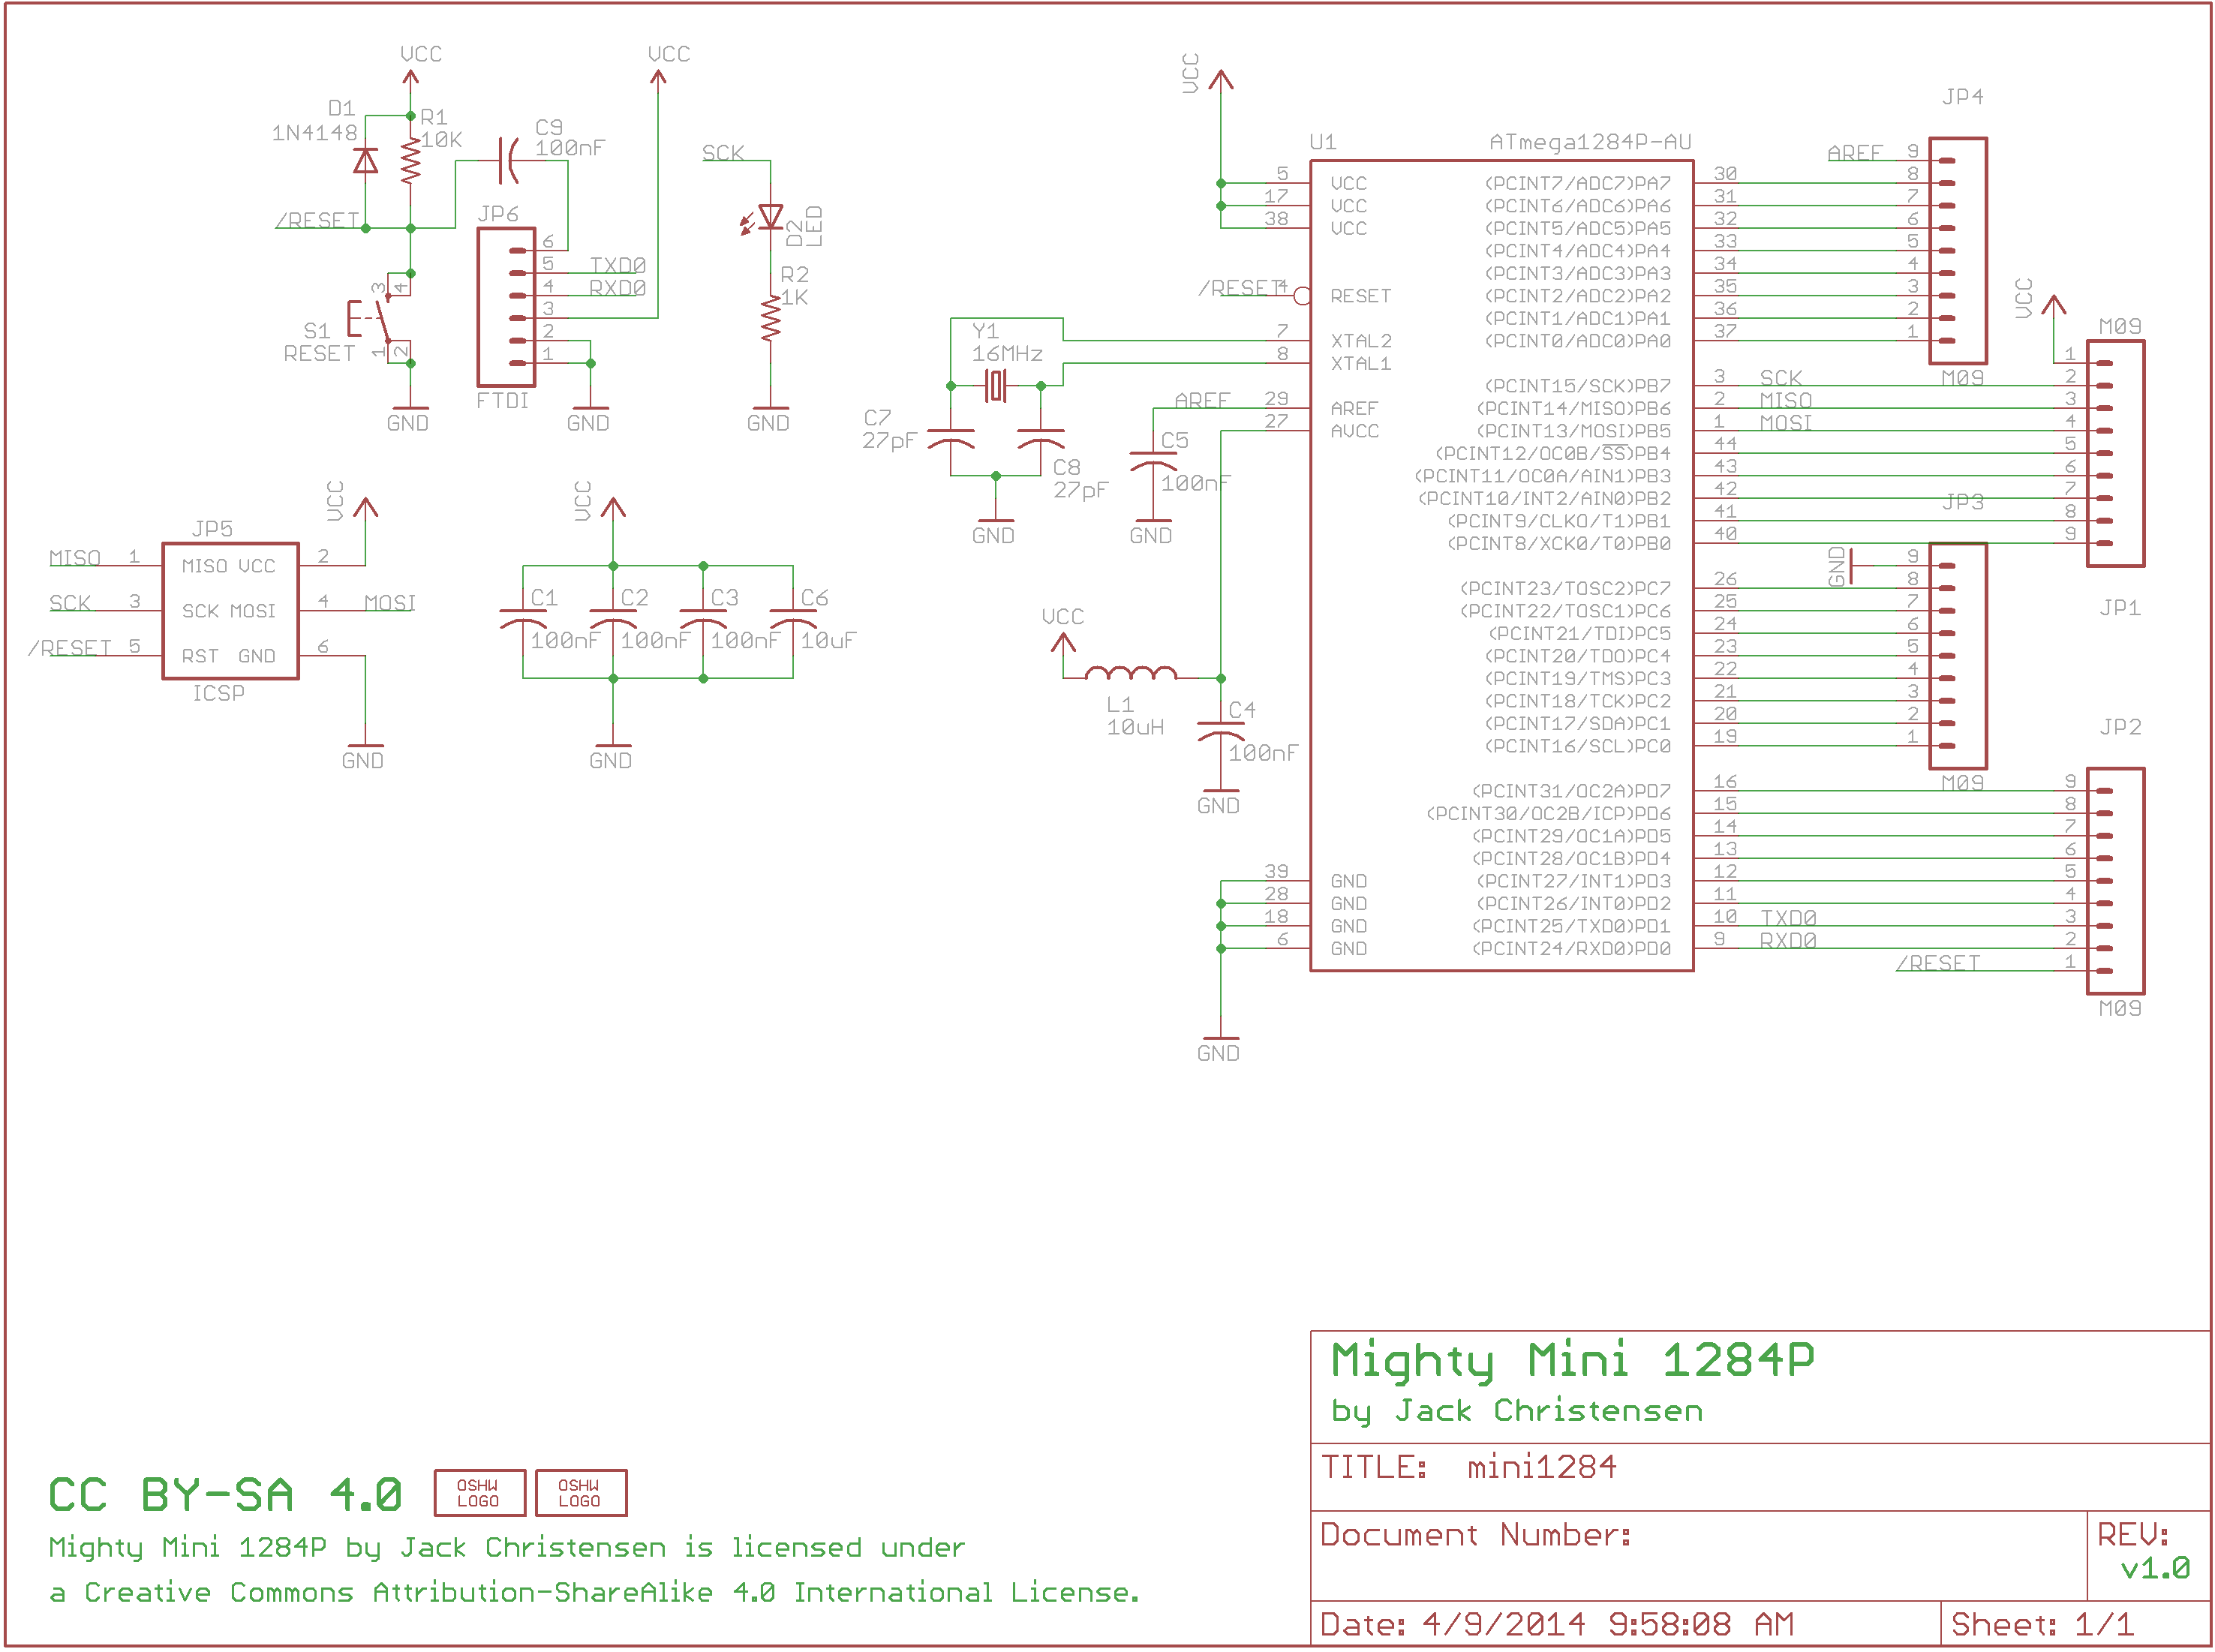 VCC
VCC
VCC
D1
1N4148
R1
10K
C9
100nF
SCK
/RESET
JP6
6
5
4
3
2
1
TXD0
RXD0
FTDI
D2
LED
R2
1K
3
4
1
2
S1
RESET
GND
GND
GND
JP5
MISO 1 MISO VCC 2
SCK 3 SCK MOSI 4 MOSI
/RESET 5 RST GND 6
ICSP
VCC
GND
VCC
C1
100nF
C2
100nF
C3
100nF
C6
10uF
GND
Y1
16MHz
C7
27pF
C8
27pF
GND
AREF
C5
100nF
GND
VCC
L1
10uH
C4
100nF
GND
U1 ATmega1284P-AU
5 VCC
17 VCC
38 VCC
/RESET 4 RESET
7 XTAL2
8 XTAL1
29 AREF
27 AVCC
39 GND
28 GND
18 GND
6 GND
GND
(PCINT7/ADC7)PA7 30
(PCINT6/ADC6)PA6 31
(PCINT5/ADC5)PA5 32
(PCINT4/ADC4)PA4 33
(PCINT3/ADC3)PA3 34
(PCINT2/ADC2)PA2 35
(PCINT1/ADC1)PA1 36
(PCINT0/ADC0)PA0 37
(PCINT15/SCK)PB7 3 SCK
(PCINT14/MISO)PB6 2 MISO
(PCINT13/MOSI)PB5 1 MOSI
(PCINT12/OC0B/SS)PB4 44
(PCINT11/OC0A/AIN1)PB3 43
(PCINT10/INT2/AIN0)PB2 42
(PCINT9/CLKO/T1)PB1 41
(PCINT8/XCK0/T0)PB0 40
(PCINT23/TOSC2)PC7 26
(PCINT22/TOSC1)PC6 25
(PCINT21/TDI)PC5 24
(PCINT20/TDO)PC4 23
(PCINT19/TMS)PC3 22
(PCINT18/TCK)PC2 21
(PCINT17/SDA)PC1 20
(PCINT16/SCL)PC0 19
(PCINT31/OC2A)PD7 16
(PCINT30/OC2B/ICP)PD6 15
(PCINT29/OC1A)PD5 14
(PCINT28/OC1B)PD4 13
(PCINT27/INT1)PD3 12
(PCINT26/INT0)PD2 11
(PCINT25/TXD0)PD1 10 TXD0
(PCINT24/RXD0)PD0 9 RXD0
/RESET
JP4
AREF 9
8
7
6
5
4
3
2
1
M09
VCC
M09
1
2
3
4
5
6
7
8
9
JP1
JP3
GND 9
8
7
6
5
4
3
2
1
M09
JP2
9
8
7
6
5
4
3
2
1
M09
Mighty Mini 1284P
by Jack Christensen
TITLE: mini1284
Document Number:
REV:
v1.0
Date: 4/9/2014 9:58:08 AM
Sheet: 1/1
CC BY-SA 4.0
OSHW
LOGO
OSHW
LOGO
Mighty Mini 1284P by Jack Christensen is licensed under
a Creative Commons Attribution-ShareAlike 4.0 International License.